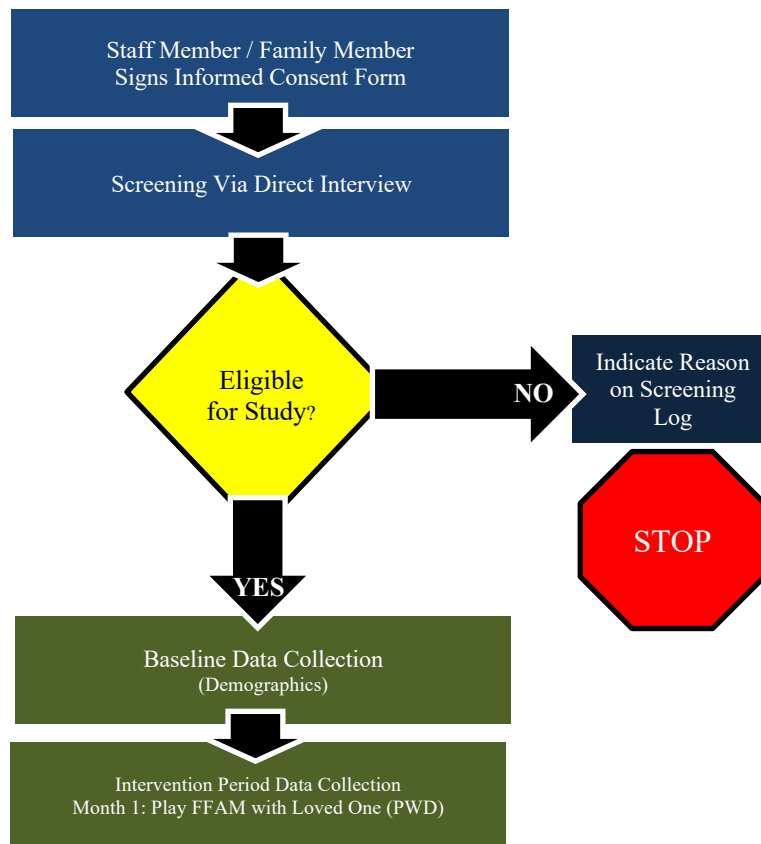 Staff Member / Family Member
Signs Informed Consent Form
Screening Via Direct Interview
Eligible
for Study?
NO
Indicate Reason
on Screening
Log
STOP
YES
Baseline Data Collection
(Demographics)
Intervention Period Data Collection
Month 1: Play FFAM with Loved One (PWD)